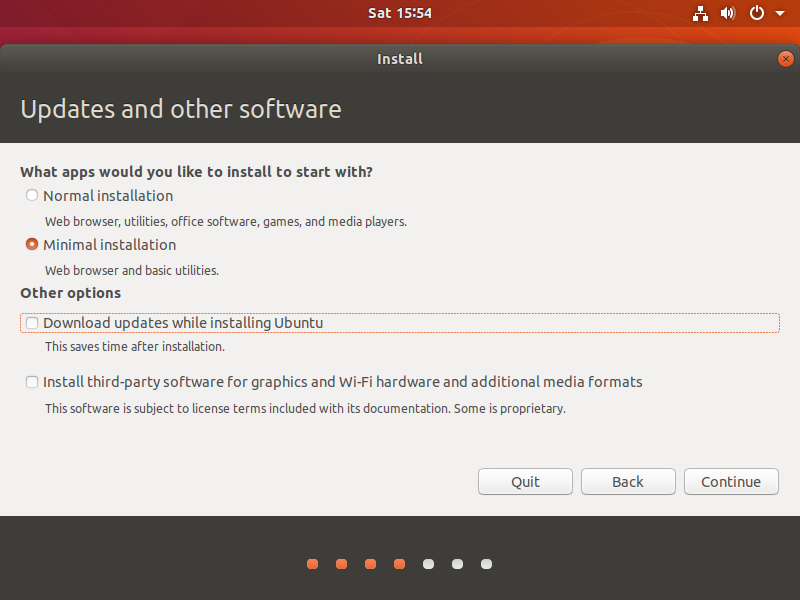 Sat 15:54
Install
Updates and other software
What apps would you like to install to start with?
Normal installation
Web browser, utilities, office software, games, and media players.
Minimal installation
Web browser and basic utilities.
Other options
Download updates while installing Ubuntu
This saves time after installation.
Install third-party software for graphics and Wi-Fi hardware and additional media formats
This software is subject to license terms included with its documentation. Some is proprietary.
Quit Back Continue